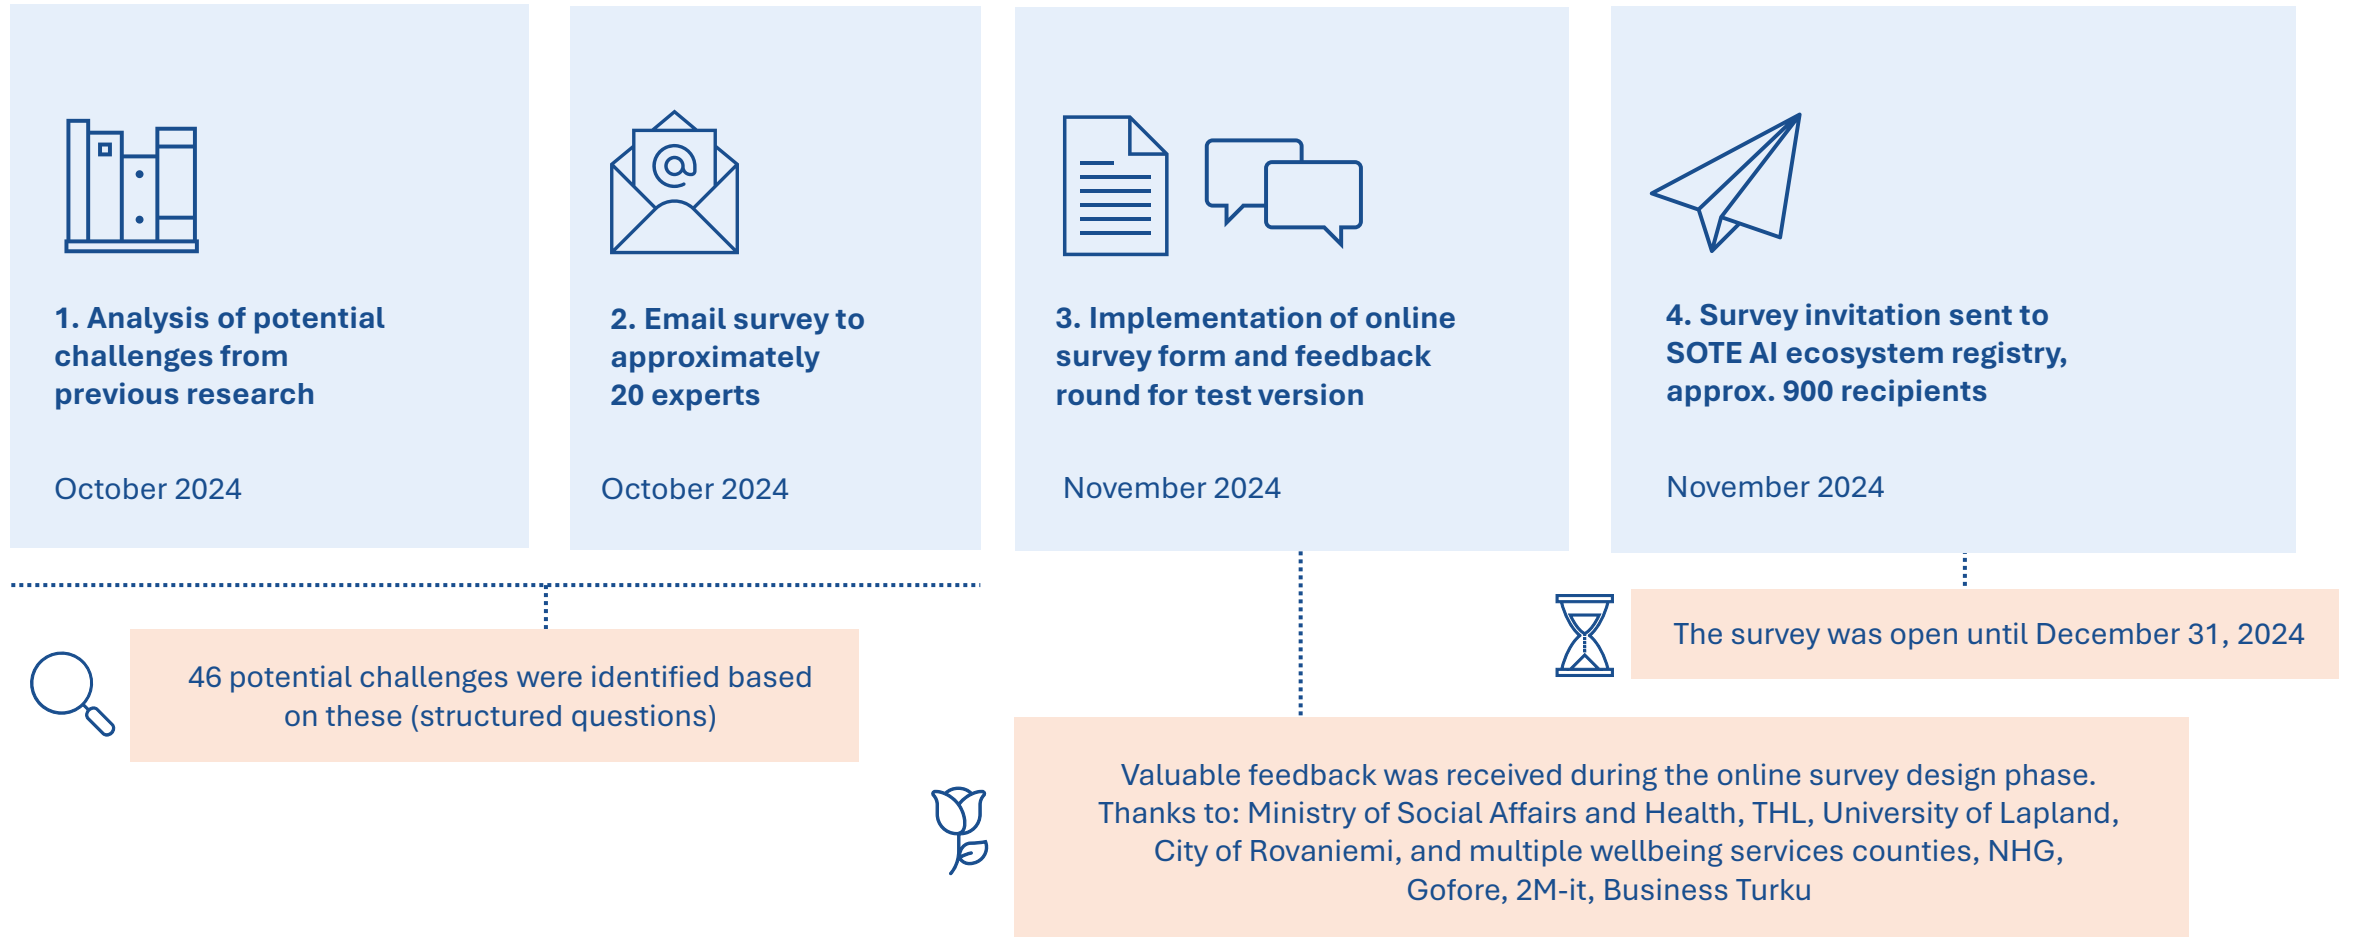 1. Analysis of potential
challenges from
previous research
October 2024
2. Email survey to
approximately
20 experts
October 2024
3. Implementation of online
survey form and feedback
round for test version
November 2024
4. Survey invitation sent to
SOTE AI ecosystem registry,
approx. 900 recipients
November 2024
46 potential challenges were identified based
on these (structured questions)
The survey was open until December 31, 2024
Valuable feedback was received during the online survey design phase.
Thanks to: Ministry of Social Affairs and Health, THL, University of Lapland,
City of Rovaniemi, and multiple wellbeing services counties, NHG,
Gofore, 2M-it, Business Turku